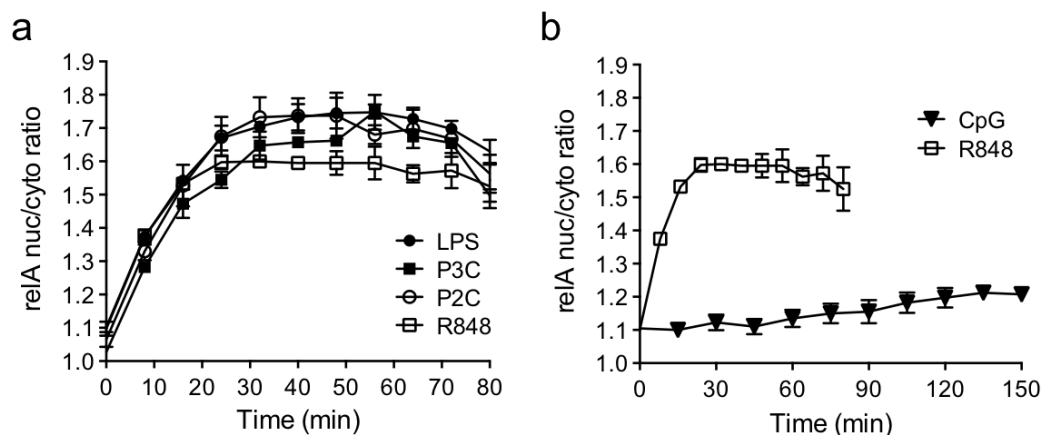 a
relA nuc/cyto ratio
1.9
1.8
1.7
1.6
1.5
1.4
1.3
1.2
1.1
1.0
0 10 20 30 40 50 60 70 80
Time (min)
LPS
P3C
P2C
R848
b
relA nuc/cyto ratio
1.9
1.8
1.7
1.6
1.5
1.4
1.3
1.2
1.1
1.0
0 30 60 90 120 150
Time (min)
CpG
R848